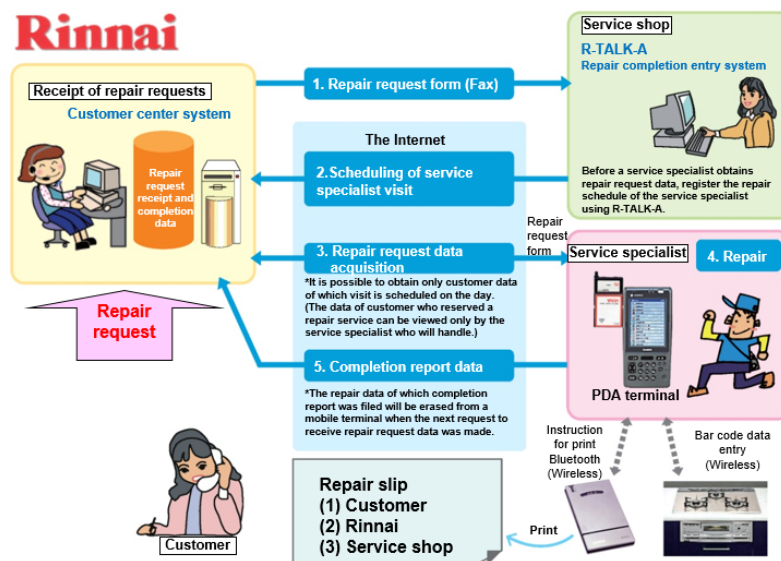 Rinnai
Receipt of repair requests
Customer center system
Repair
request
receipt and
completion
data
Repair
request
1. Repair request form (Fax)
The Internet
2.Scheduling of service
specialist visit
3. Repair request data
acquisition
*It is possible to obtain only customer data
of which visit is scheduled on the day.
(The data of customer who reserved a
repair service can be viewed only by the
service specialist who will handle.)
5. Completion report data
*The repair data of which completion
report was filed will be erased from a
mobile terminal when the next request to
receive repair request data was made.
Service shop
R-TALK-A
Repair completion entry system
Before a service specialist obtains
repair request data, register the repair
schedule of the service specialist
using R-TALK-A.
Repair
request
form
Service specialist
4. Repair
PDA terminal
Instruction
for print
Bluetooth
(Wireless)
Bar code data
entry
(Wireless)
Customer
Repair slip
(1) Customer
(2) Rinnai
(3) Service shop
Print